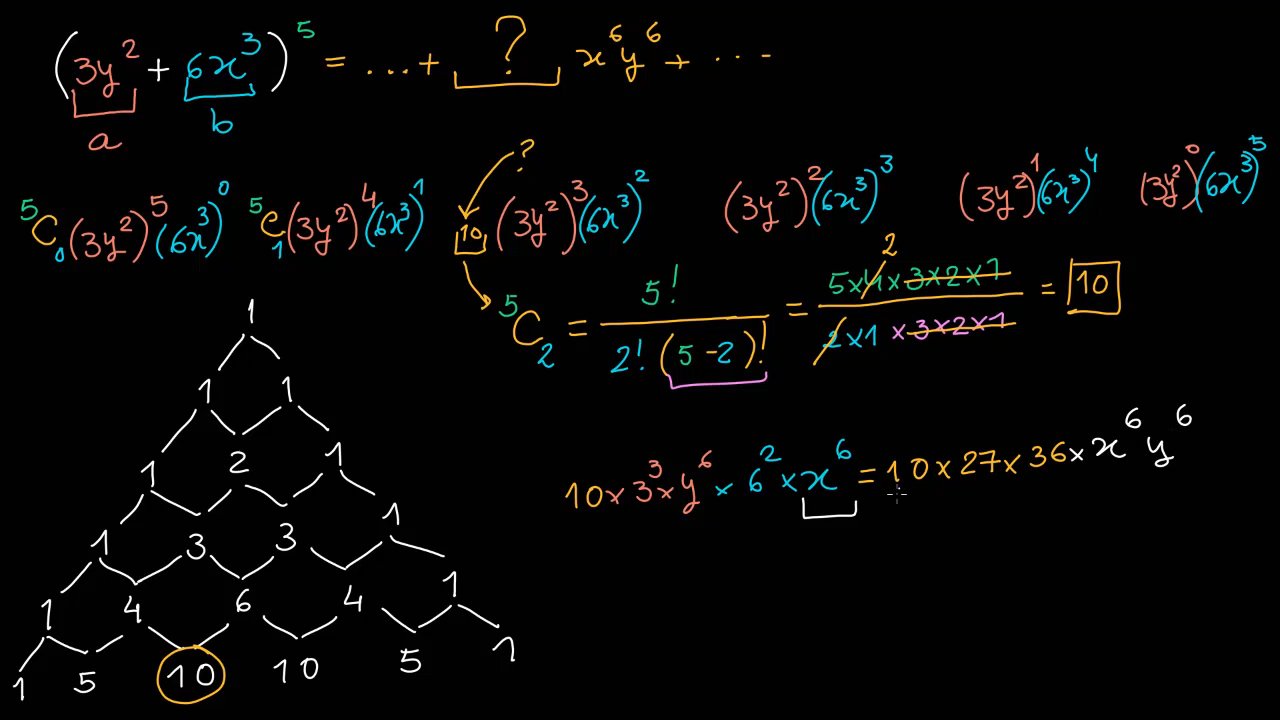 (3y² + 6x³)⁵ = ... + ? x⁶y⁶ + ...
a b
?
⁵C₀(3y²)⁵(6x³)⁰ ⁵C₁(3y²)⁴(6x³)¹ 10 (3y²)³(6x³)² (3y²)²(6x³)³ (3y²)¹(6x³)⁴ (3y²)⁰(6x³)⁵
⁵C₂ = 5! / 2!(5-2)! = 5×4×3×2×1 / 2×1 ×3×2×1 = 10
2
10×3³×y⁶×6²×x⁶ = 10×27×36×x⁶y⁶
1
1 1
1 2 1
1 3 3 1
1 4 6 4 1
1 5 10 10 5 1